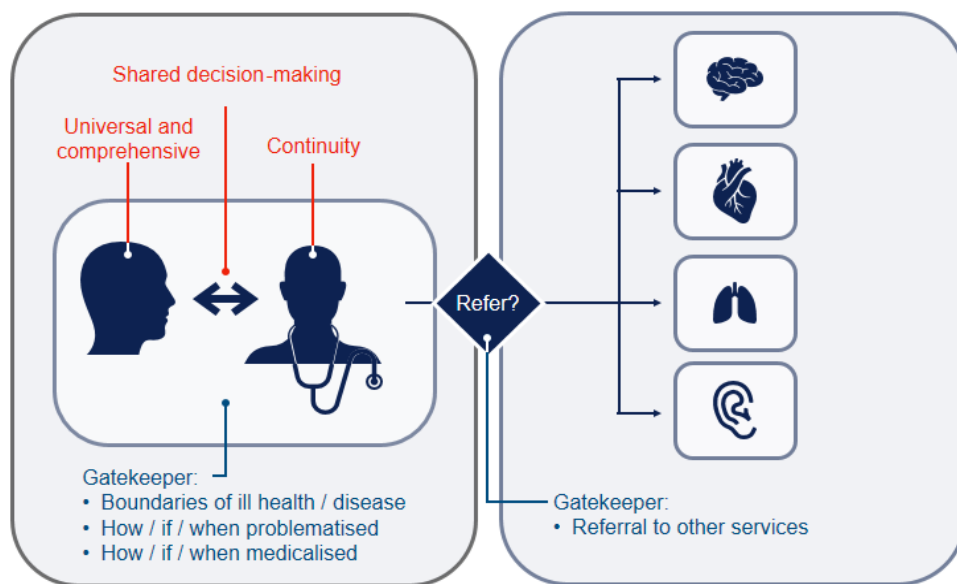 Shared decision-making
Universal and
comprehensive
Continuity
Refer?
Gatekeeper:
• Boundaries of ill health / disease
• How / if / when problematised
• How / if / when medicalised
Gatekeeper:
• Referral to other services